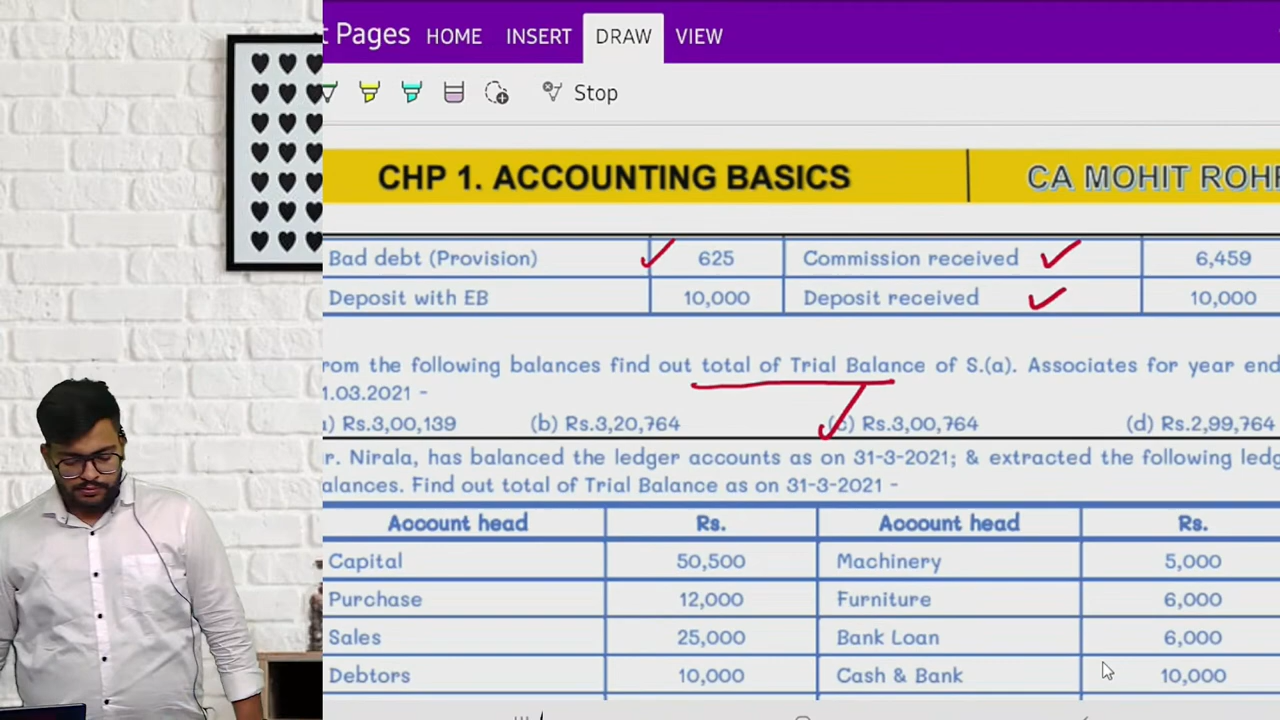 t Pages HOME INSERT DRAW VIEW
Stop
CHP 1. ACCOUNTING BASICS CA MOHIT ROHR
Bad debt (Provision) 625 Commission received 6,459
Deposit with EB 10,000 Deposit received 10,000
rom the following balances find out total of Trial Balance of S.(a). Associates for year end
1.03.2021 -
a) Rs.3,00,139 (b) Rs.3,20,764 (c) Rs.3,00,764 (d) Rs.2,99,764
r. Nirala, has balanced the ledger accounts as on 31-3-2021; & extracted the following ledg
alances. Find out total of Trial Balance as on 31-3-2021 -
Account head Rs. Account head Rs.
Capital 50,500 Machinery 5,000
Purchase 12,000 Furniture 6,000
Sales 25,000 Bank Loan 6,000
Debtors 10,000 Cash & Bank 10,000